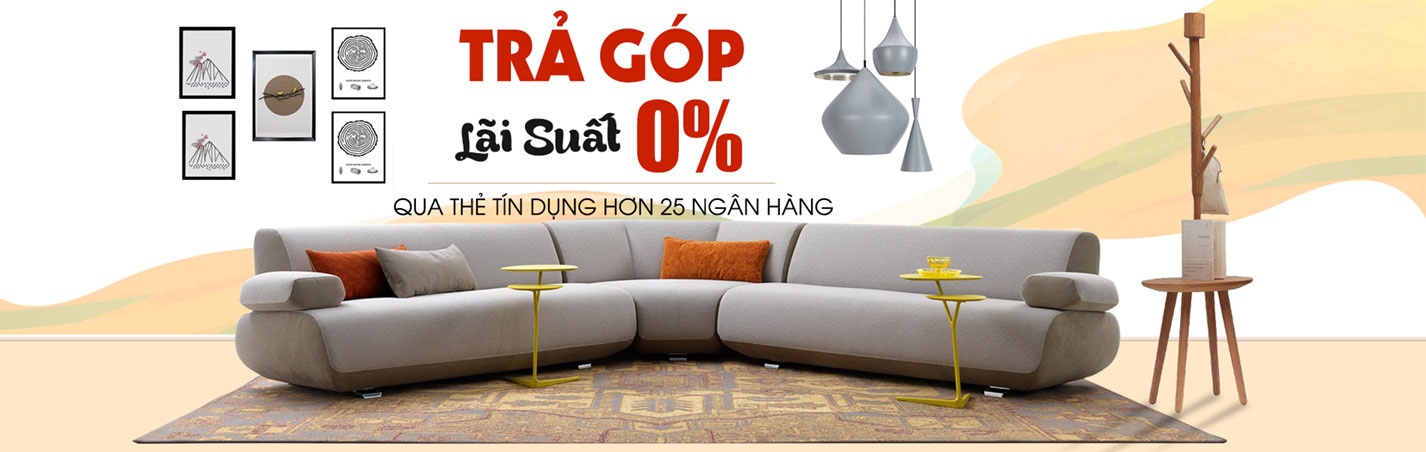 TRẢ GÓP
Lãi Suất 0%
QUA THẺ TÍN DỤNG HƠN 25 NGÂN HÀNG